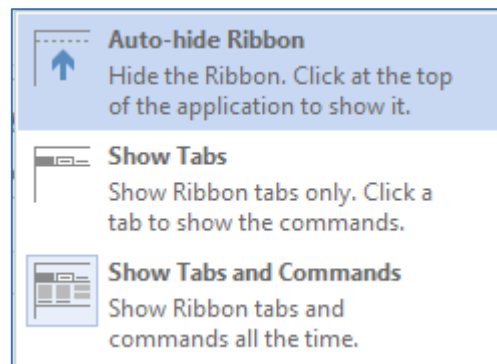 Auto-hide Ribbon
Hide the Ribbon. Click at the top
of the application to show it.
Show Tabs
Show Ribbon tabs only. Click a
tab to show the commands.
Show Tabs and Commands
Show Ribbon tabs and
commands all the time.